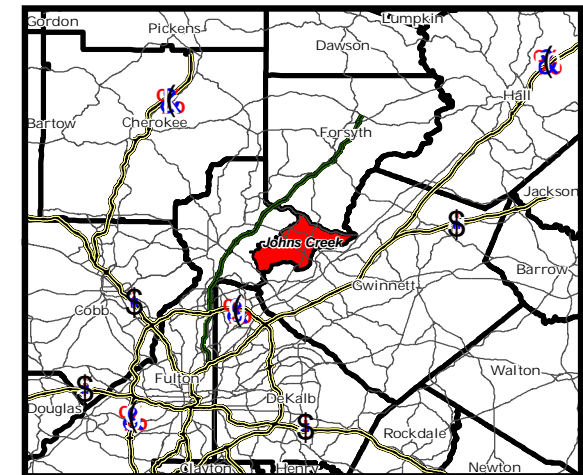 Gordon
Pickens
Lumpkin
Dawson
Hall
Bartow
Cherokee
Forsyth
Jackson
Johns Creek
Barrow
Gwinnett
Cobb
Walton
Fulton
DeKalb
Douglas
Rockdale
Clayton
Henry
Newton